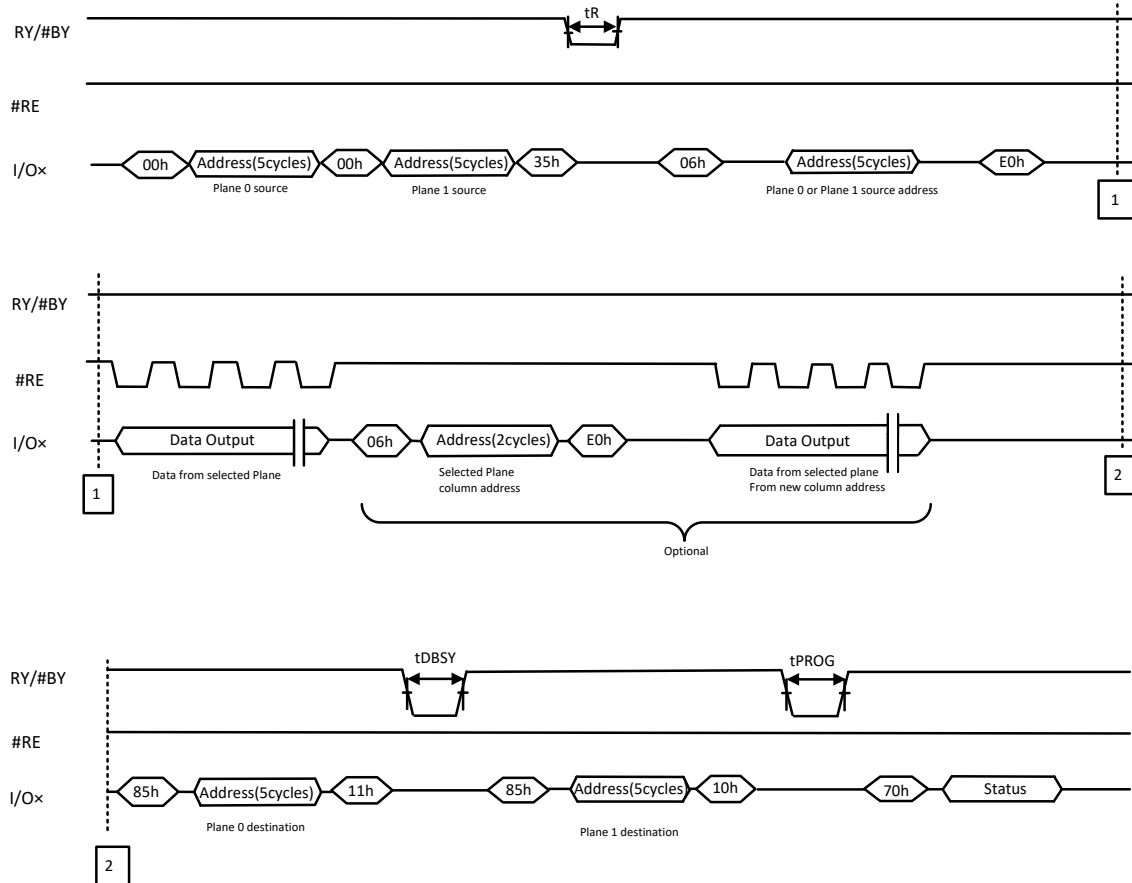 tR
RY/#BY
#RE
I/O×
00h
Address(5cycles)
00h
Address(5cycles)
35h
06h
Address(5cycles)
E0h
Plane 0 source
Plane 1 source
Plane 0 or Plane 1 source address
1
RY/#BY
#RE
I/O×
Data Output
06h
Address(2cycles)
E0h
Data Output
Data from selected Plane
Selected Plane
column address
Data from selected plane
From new column address
1
2
Optional
tDBSY
tPROG
RY/#BY
#RE
I/O×
85h
Address(5cycles)
11h
85h
Address(5cycles
10h
70h
Status
Plane 0 destination
Plane 1 destination
2